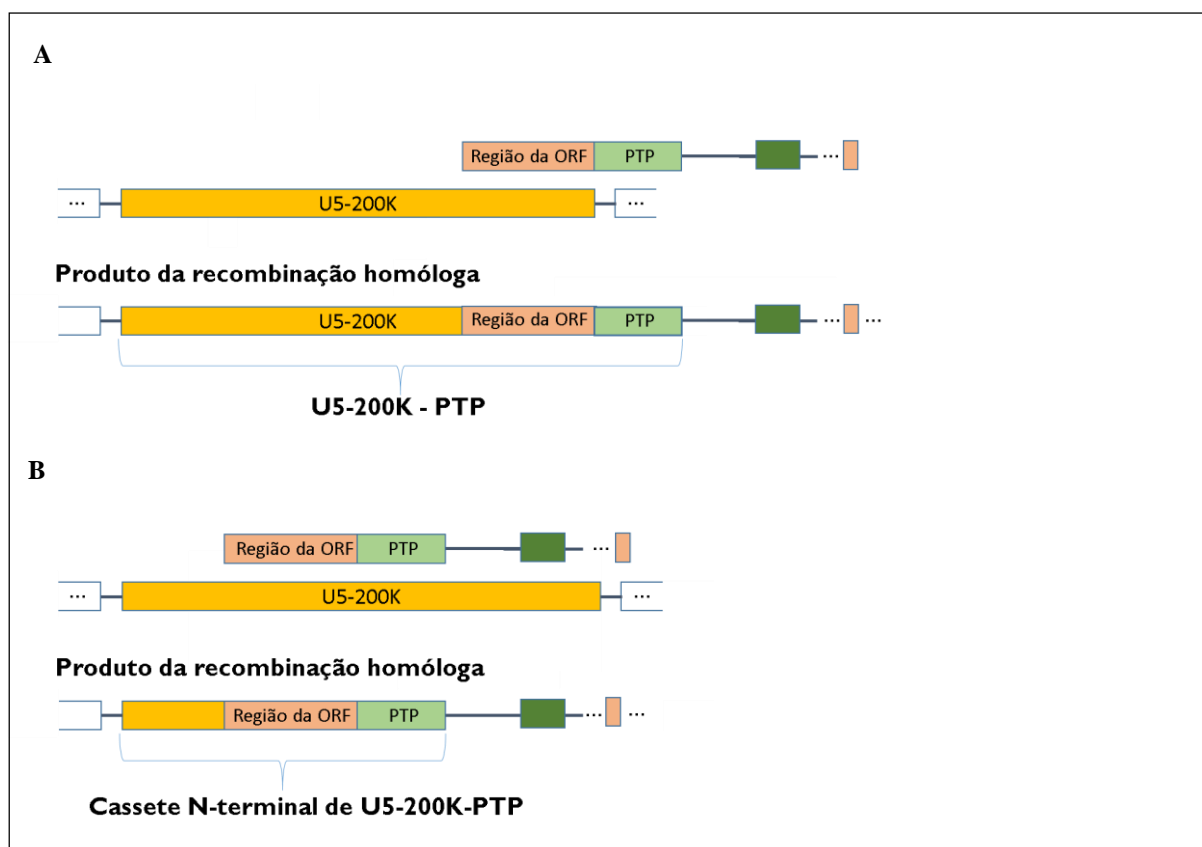 A
Região da ORF PTP ...
... U5-200K ...
Produto da recombinação homóloga
U5-200K Região da ORF PTP ... ...
U5-200K - PTP
B
Região da ORF PTP ...
... U5-200K ...
Produto da recombinação homóloga
Região da ORF PTP ... ...
Cassete N-terminal de U5-200K-PTP